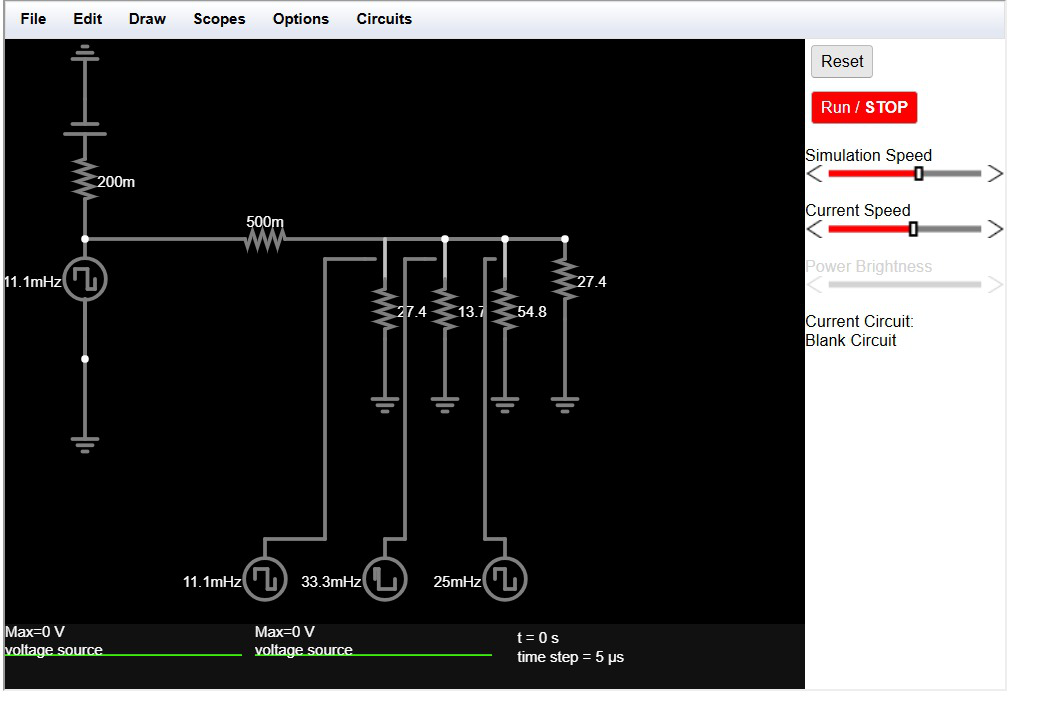 File Edit Draw Scopes Options Circuits
Reset
Run / STOP
Simulation Speed
Current Speed
Power Brightness
Current Circuit:
Blank Circuit
200m
500m
11.1mHz
27.4
27.4
13.7
54.8
11.1mHz
33.3mHz
25mHz
Max=0 V
voltage source
Max=0 V
voltage source
t = 0 s
time step = 5 μs